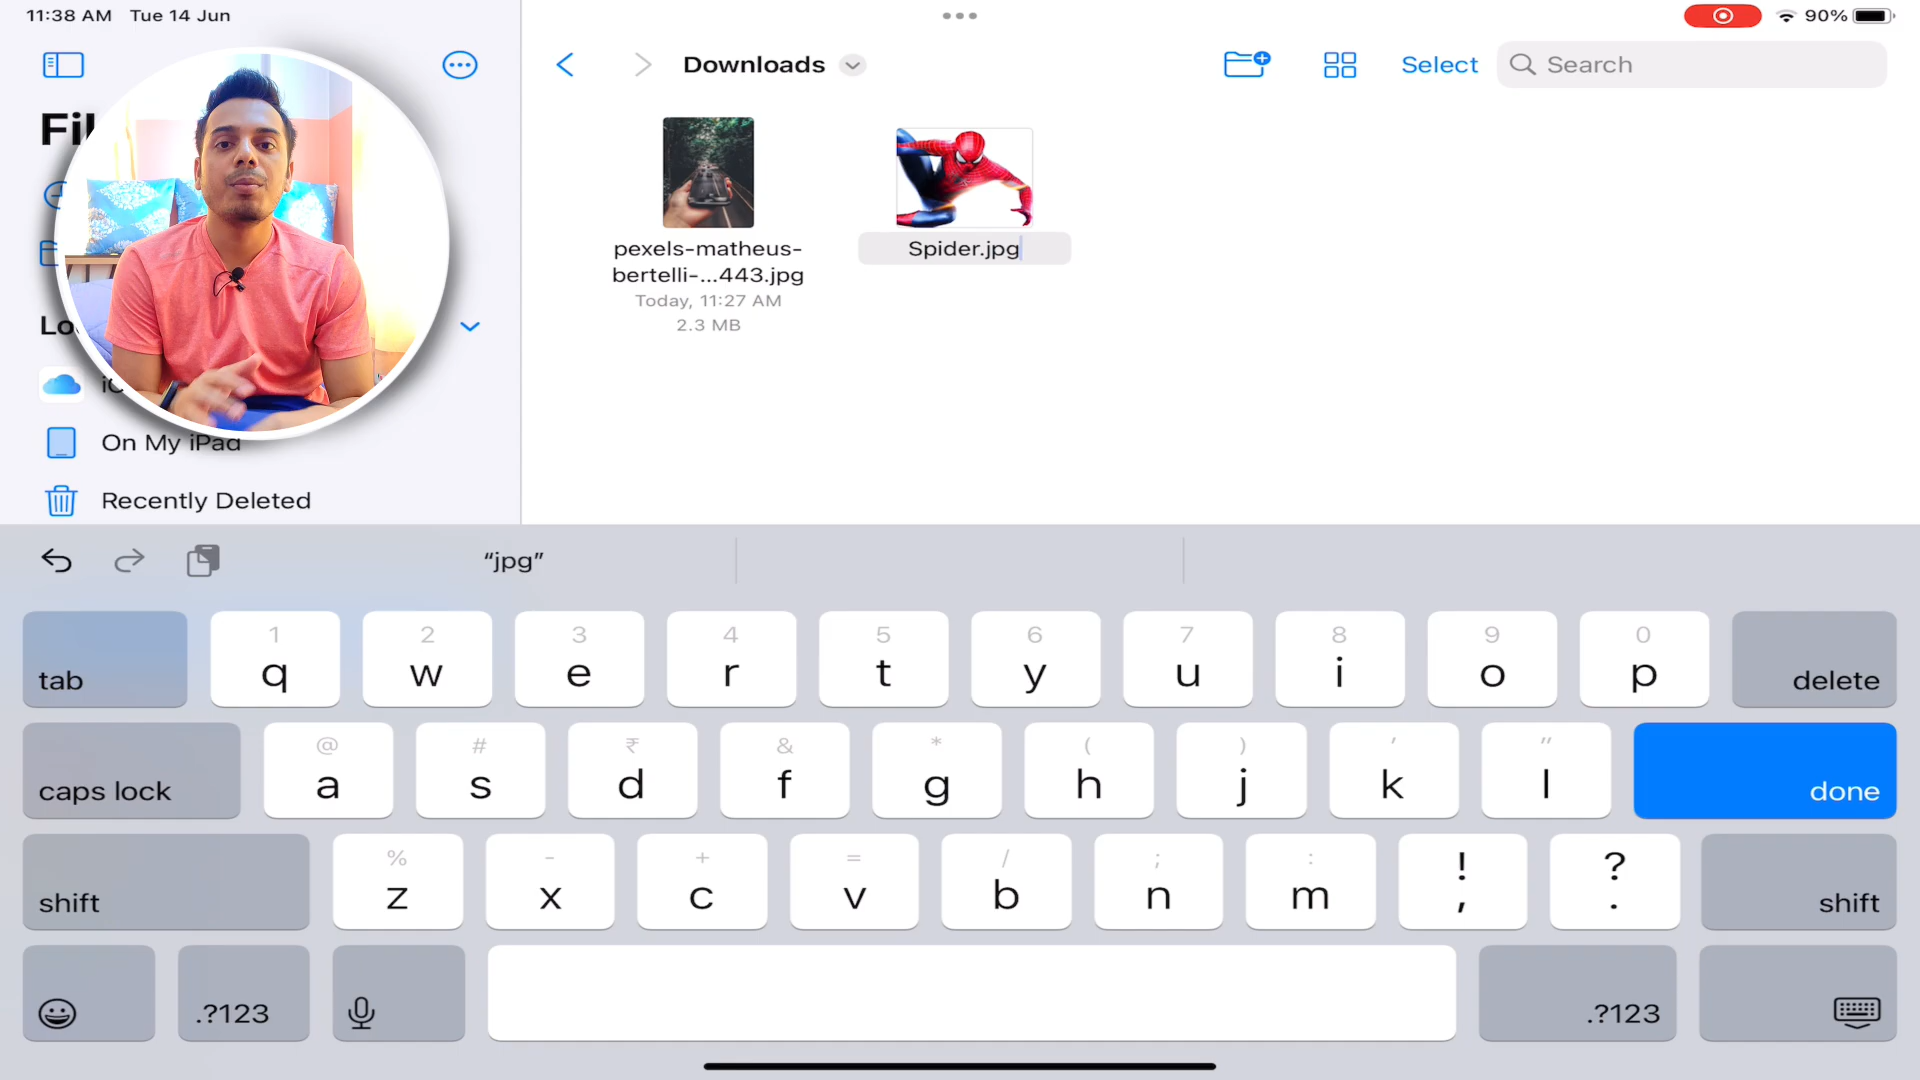 11:38 AM Tue 14 Jun
90%
Downloads
Select
Search
Fil
pexels-matheus-
bertelli-...443.jpg
Today, 11:27 AM
2.3 MB
Spider.jpg
Lo
iC
On My iPad
Recently Deleted
“jpg”
1 2 3 4 5 6 7 8 9 0
tab q w e r t y u i o p delete
@ # ₹ & * ( ) ' "
caps lock a s d f g h j k l done
% - + = / ; : ! ?
shift z x c v b n m , . shift
.?123 .?123